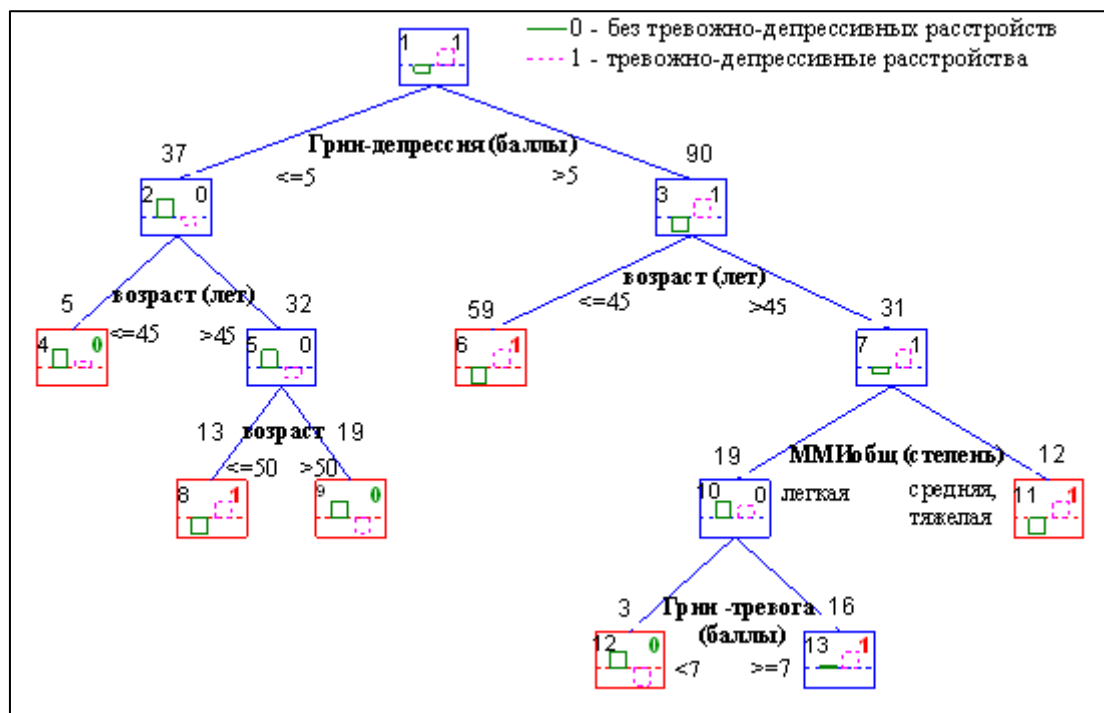 0 - без тревожно-депрессивных расстройств
1 - тревожно-депрессивные расстройства
1 1
Грин-депрессия (баллы)
37 <=5 >5 90
2 0
3 1
возраст (лет)
5 <=45 >45 32
возраст (лет)
59 <=45 >45 31
4 0
5 0
6 1
7 1
возраст
13 <=50 >50 19
ММИобщ (степень)
19 легкая
средняя,
тяжелая
12
8 1
9 0
10 0
11 1
Грин -тревога
(баллы)
3 <7 >=7 16
12 0
13 1